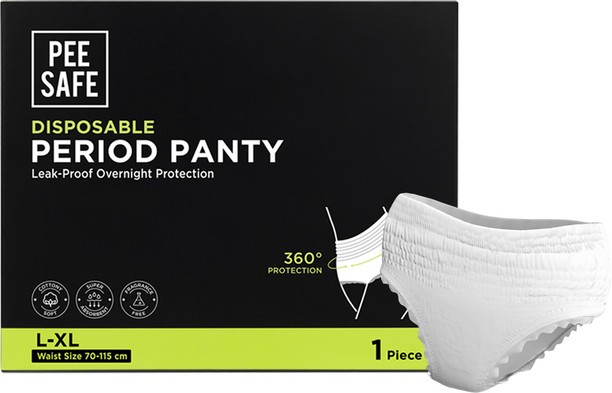 PEE
SAFE
DISPOSABLE
PERIOD PANTY
Leak-Proof Overnight Protection
360°
PROTECTION
COTTONY
SOFT
SUPER
ABSORBENT
FRAGRANCE
FREE
L-XL
Waist Size 70-115 cm
1 Piece